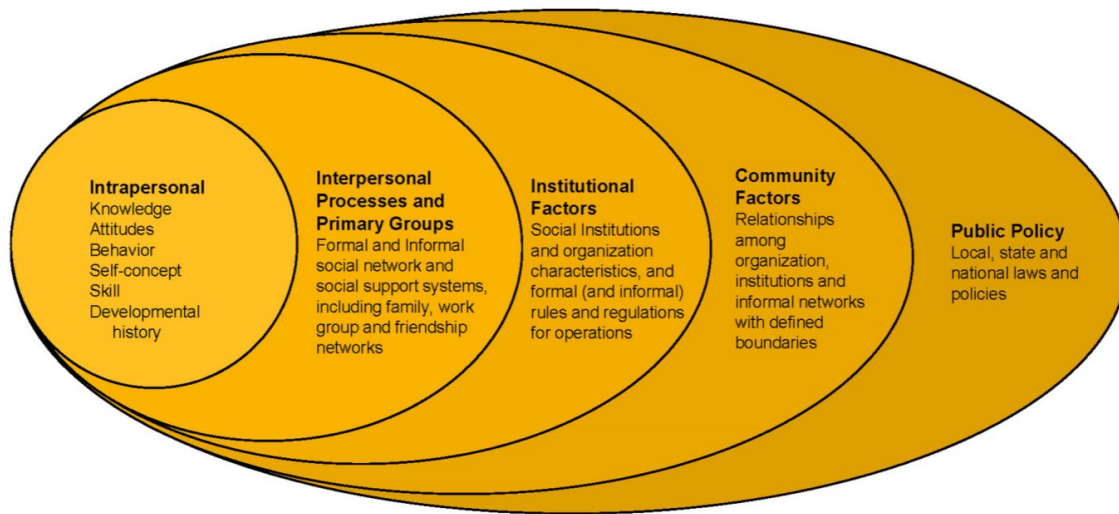 Intrapersonal
Knowledge
Attitudes
Behavior
Self-concept
Skill
Developmental
history
Interpersonal
Processes and
Primary Groups
Formal and Informal
social network and
social support systems,
including family, work
group and friendship
networks
Institutional
Factors
Social Institutions
and organization
characteristics, and
formal (and informal)
rules and regulations
for operations
Community
Factors
Relationships
among
organization,
institutions and
informal networks
with defined
boundaries
Public Policy
Local, state and
national laws and
policies